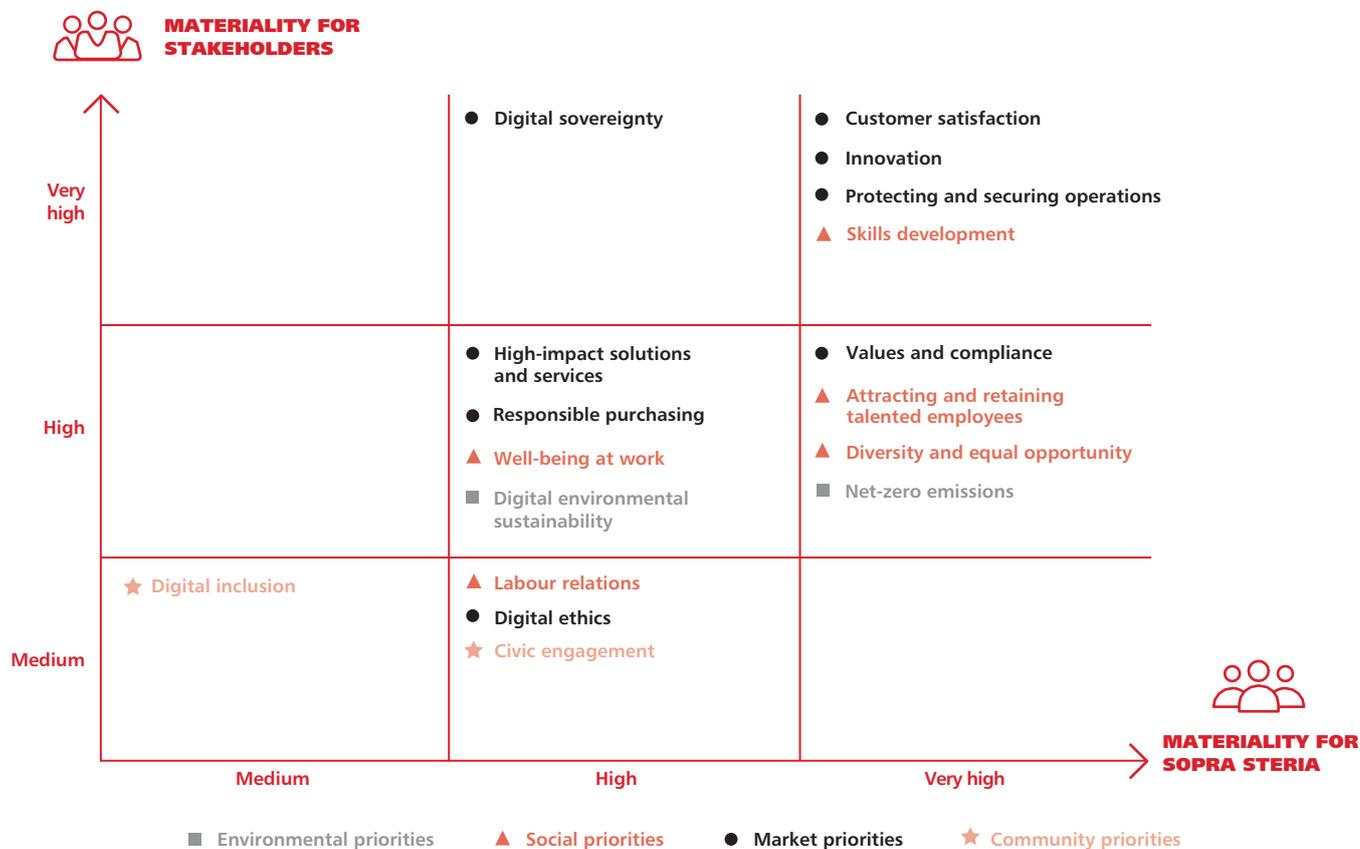 MATERIALITY FOR
STAKEHOLDERS
Very
high
Digital sovereignty
Customer satisfaction
Innovation
Protecting and securing operations
Skills development
High
High-impact solutions
and services
Responsible purchasing
Well-being at work
Digital environmental
sustainability
Values and compliance
Attracting and retaining
talented employees
Diversity and equal opportunity
Net-zero emissions
Medium
Digital inclusion
Labour relations
Digital ethics
Civic engagement
MATERIALITY FOR
SOPRA STERIA
Medium
High
Very high
Environmental priorities
Social priorities
Market priorities
Community priorities